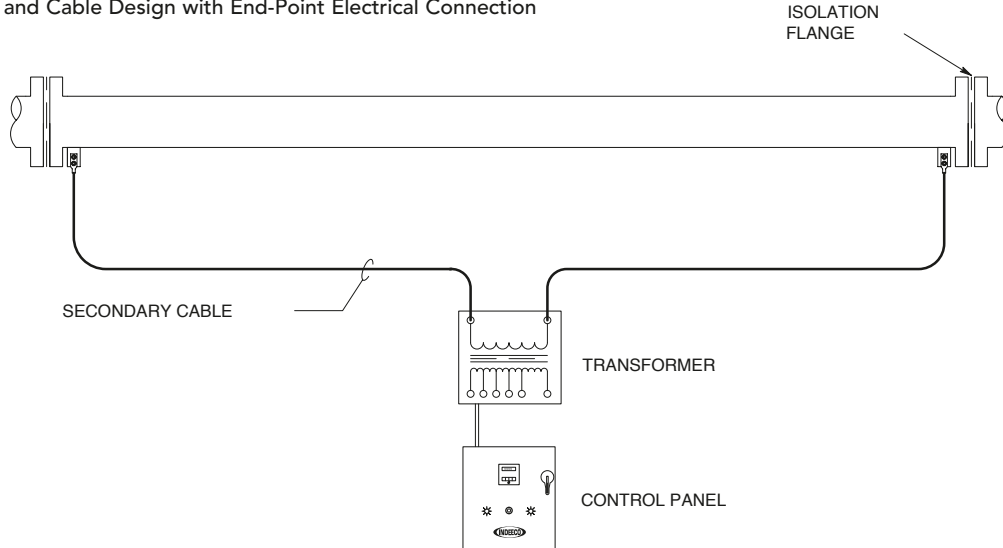 and Cable Design with End-Point Electrical Connection
ISOLATION
FLANGE
SECONDARY CABLE
TRANSFORMER
CONTROL PANEL
INDEECO